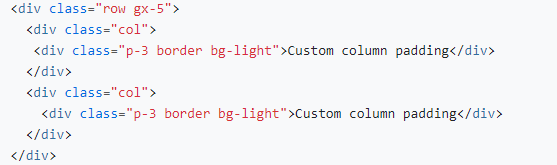 <div class="row gx-5">
  <div class="col">
   <div class="p-3 border bg-light">Custom column padding</div>
  </div>
  <div class="col">
    <div class="p-3 border bg-light">Custom column padding</div>
  </div>
</div>